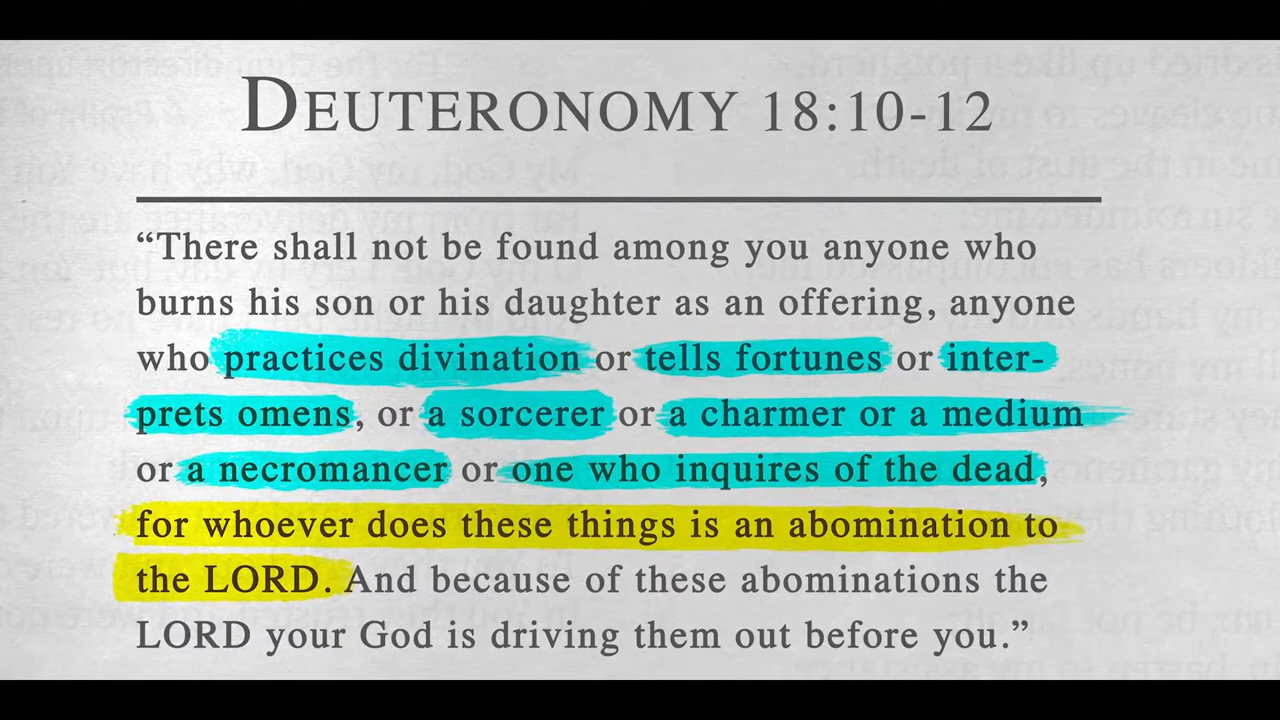 DEUTERONOMY 18:10-12
“There shall not be found among you anyone who
burns his son or his daughter as an offering, anyone
who practices divination or tells fortunes or inter-
prets omens, or a sorcerer or a charmer or a medium
or a necromancer or one who inquires of the dead,
for whoever does these things is an abomination to
the LORD. And because of these abominations the
LORD your God is driving them out before you.”